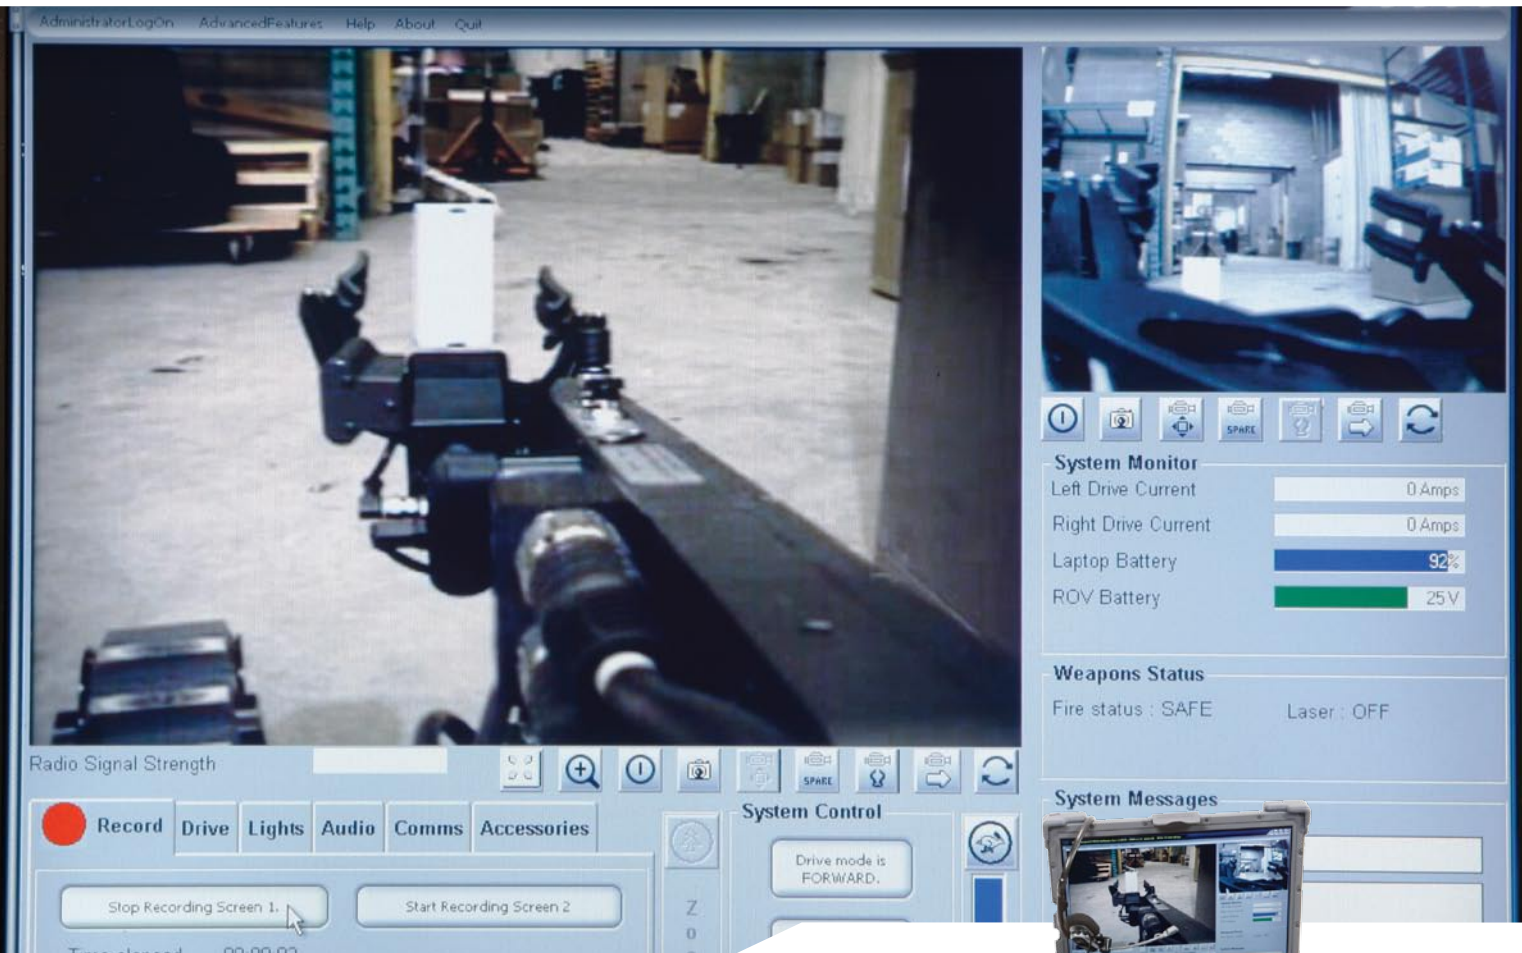 AdministratorLogOn AdvancedFeatures Help About Quit
SPARE
System Monitor
Left Drive Current 0 Amps
Right Drive Current 0 Amps
Laptop Battery 92%
ROV Battery 25 V
Weapons Status
Fire status : SAFE Laser : OFF
Radio Signal Strength
SPARE
System Messages
Record Drive Lights Audio Comms Accessories
System Control
Drive mode is
FORWARD.
Stop Recording Screen 1.
Start Recording Screen 2
Z
o